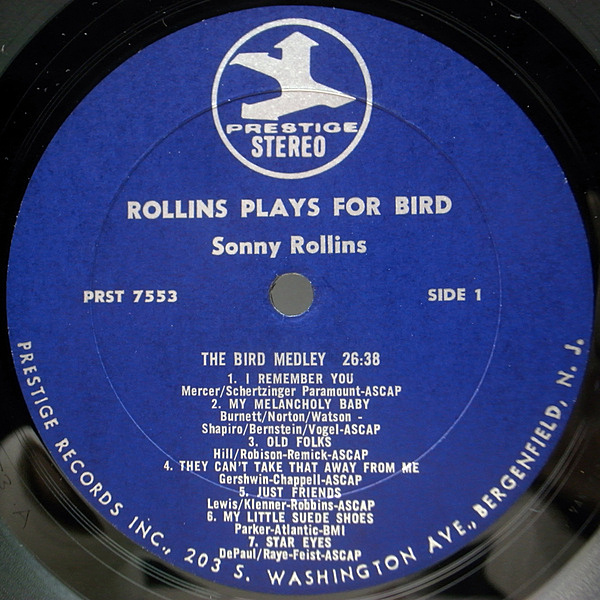 PRESTIGE
STEREO
ROLLINS PLAYS FOR BIRD
Sonny Rollins
PRST 7553
SIDE 1
THE BIRD MEDLEY 26:38
1. I REMEMBER YOU
Mercer/Schertzinger Paramount-ASCAP
2. MY MELANCHOLY BABY
Burnett/Norton/Watson -
Shapiro/Bernstein/Vogel-ASCAP
3. OLD FOLKS
Hill/Robison-Remick-ASCAP
4. THEY CAN'T TAKE THAT AWAY FROM ME
Gershwin-Chappell-ASCAP
5. JUST FRIENDS
Lewis/Klenner-Robbins-ASCAP
6. MY LITTLE SUEDE SHOES
Parker-Atlantic-BMI
7. STAR EYES
DePaul/Raye-Feist-ASCAP
PRESTIGE RECORDS INC., 203 S. WASHINGTON AVE., BERGENFIELD, N. J.